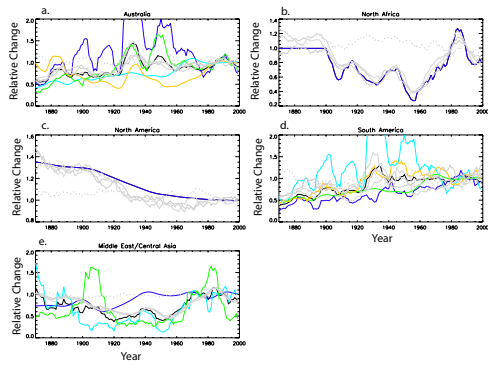 a.
Australia
Relative Change
2.0
1.5
1.0
0.5
0.0
1880 1900 1920 1940 1960 1980 2000
b.
North Africa
Relative Change
1.4
1.2
1.0
0.8
0.6
0.4
0.2
1880 1900 1920 1940 1960 1980 2000
c.
North America
Relative Change
1.6
1.4
1.2
1.0
0.8
1880 1900 1920 1940 1960 1980 2000
d.
South America
Relative Change
2.0
1.5
1.0
0.5
0.0
1880 1900 1920 1940 1960 1980 2000
Year
e.
Middle East/Central Asia
Relative Change
2.0
1.5
1.0
0.5
0.0
1880 1900 1920 1940 1960 1980 2000
Year